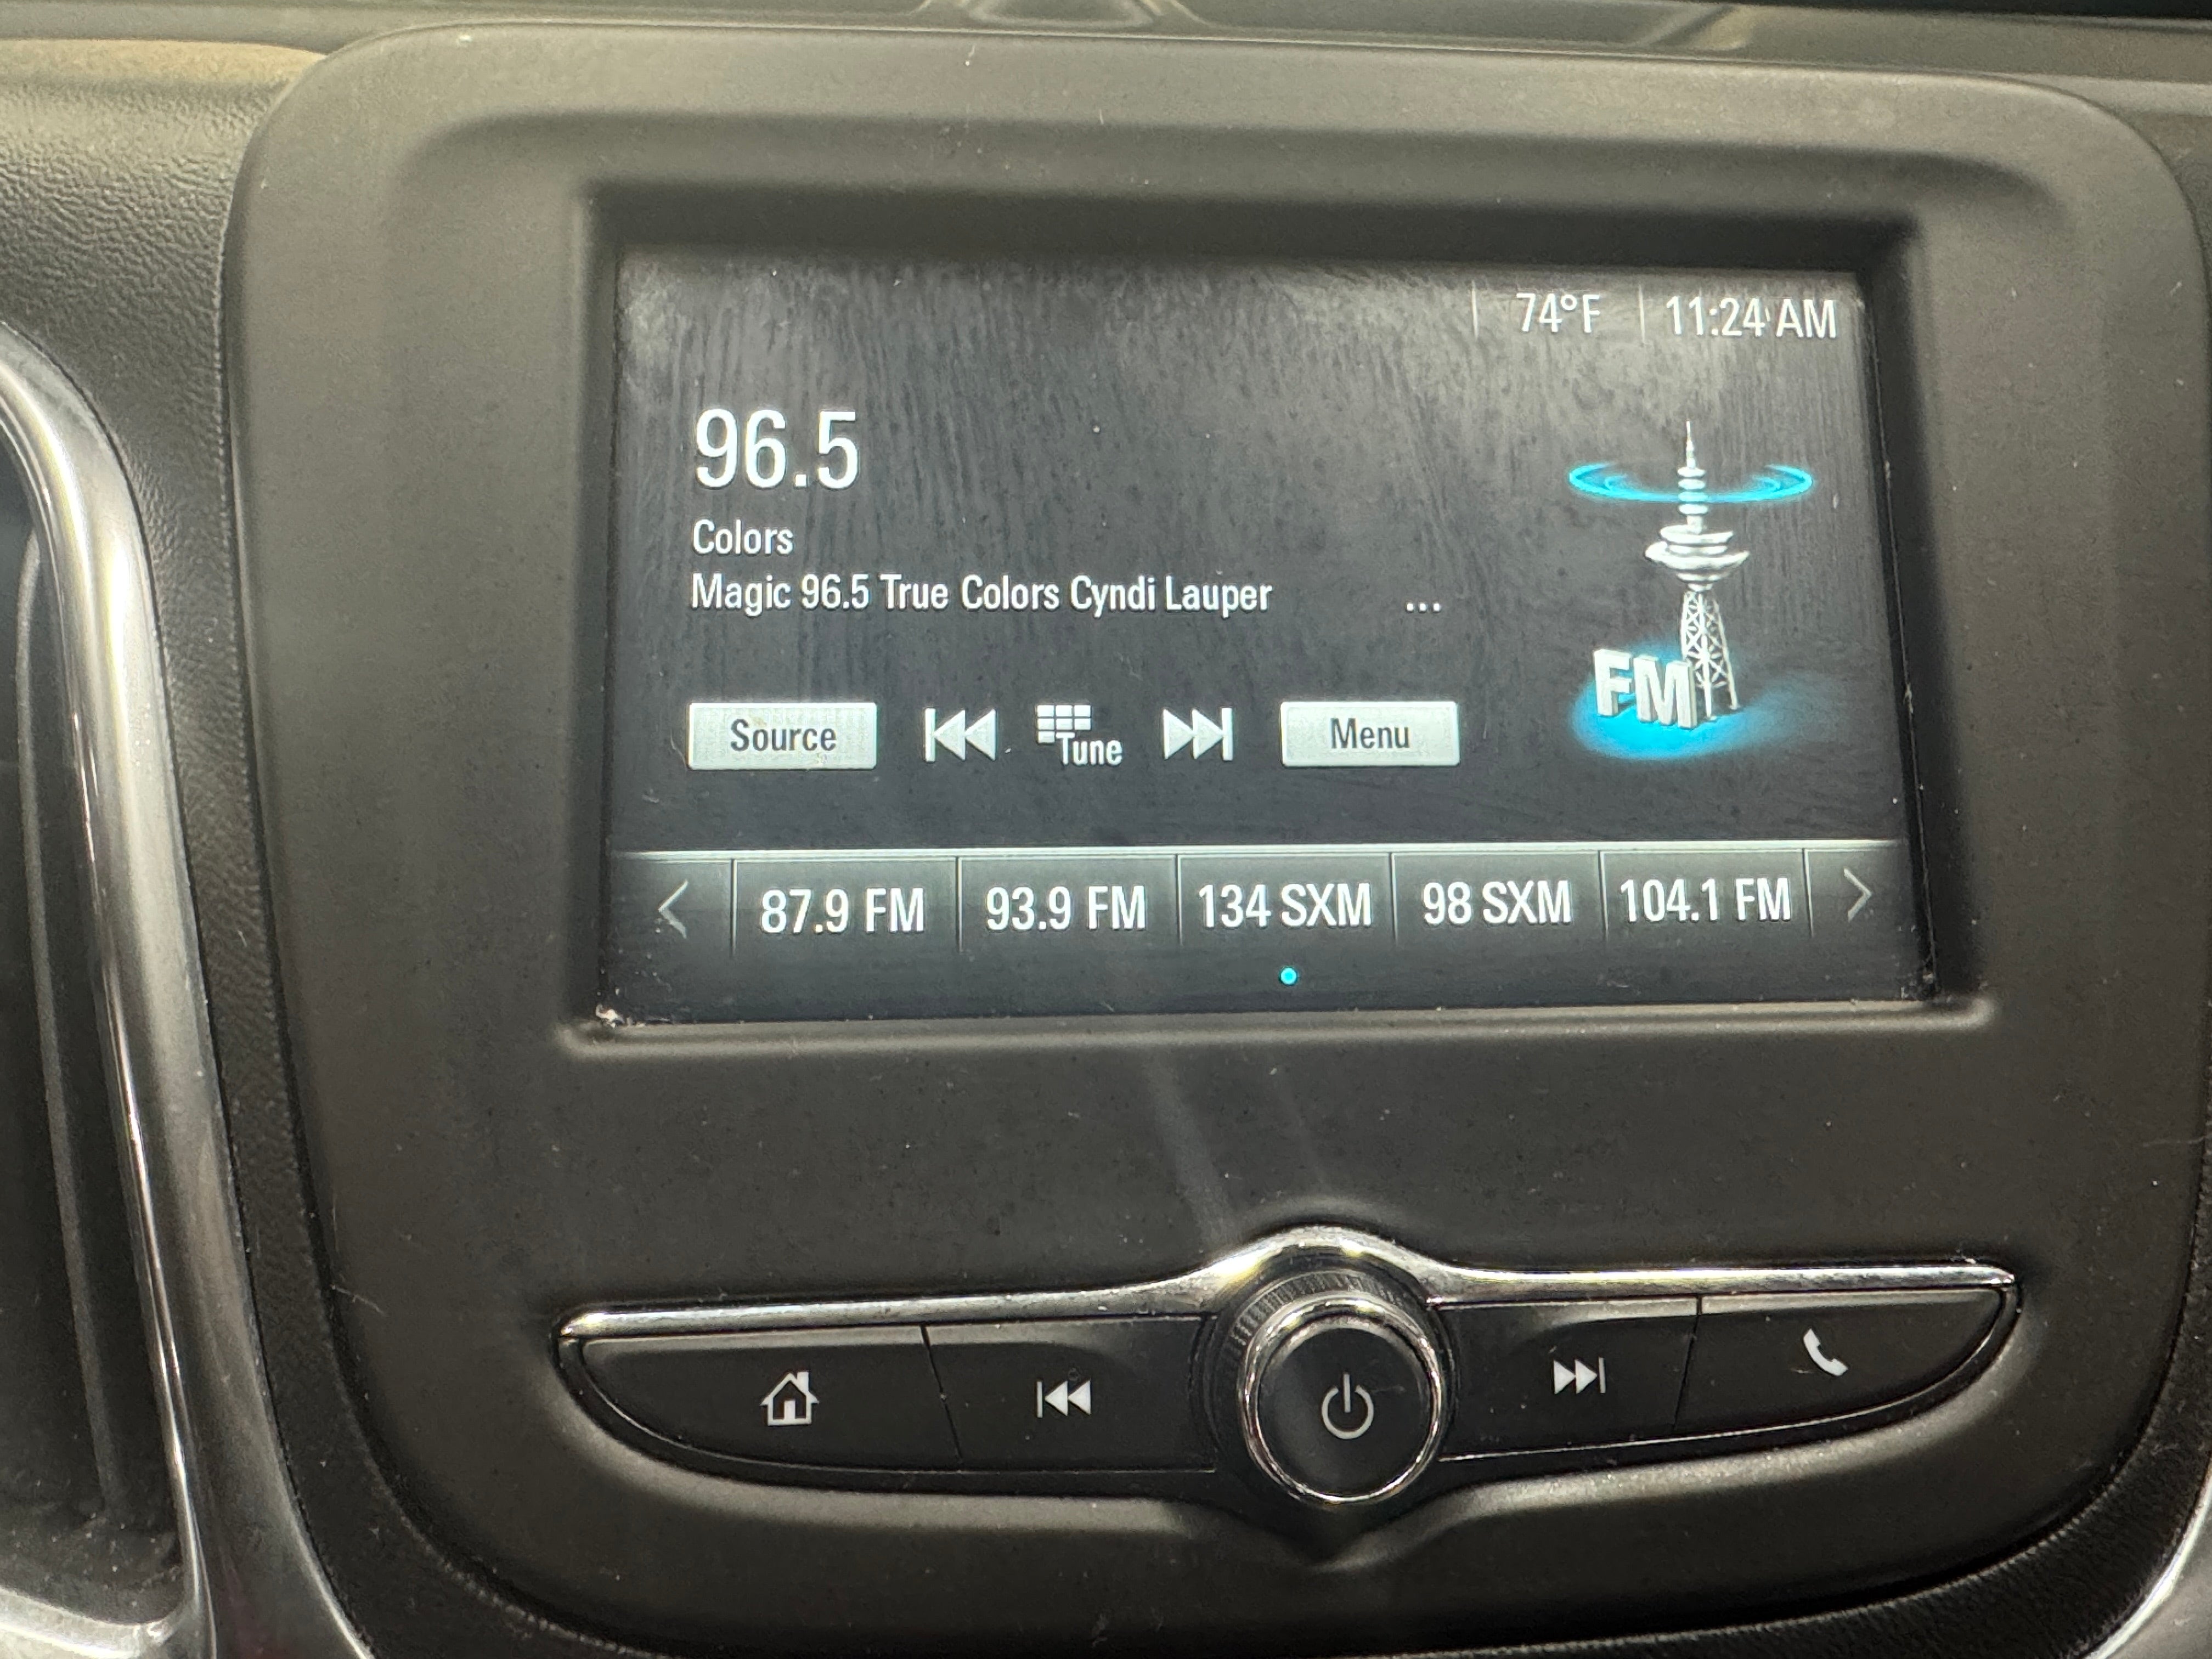 74°F 11:24 AM
96.5
Colors
Magic 96.5 True Colors Cyndi Lauper ...
FM
Source Tune Menu
87.9 FM 93.9 FM 134 SXM 98 SXM 104.1 FM